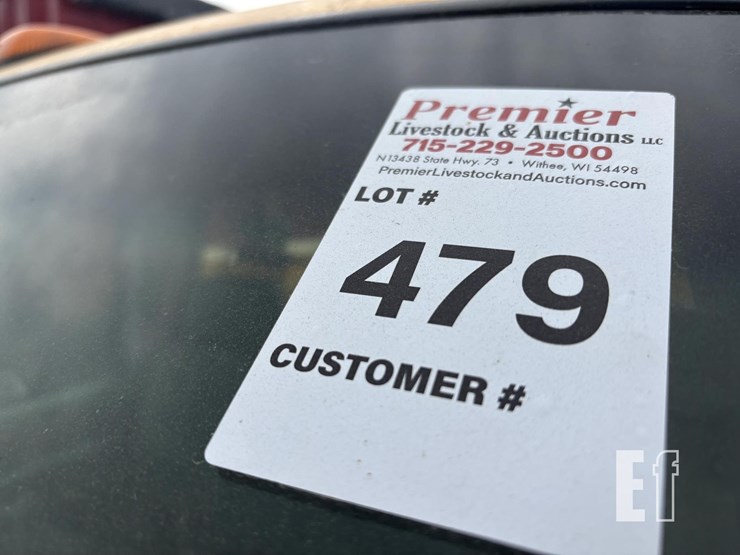 Premier
Livestock & Auctions LLC
715-229-2500
N13438 State Hwy. 73 • Withee, WI 54498
PremierLivestockandAuctions.com
LOT #
479
CUSTOMER #
Ef